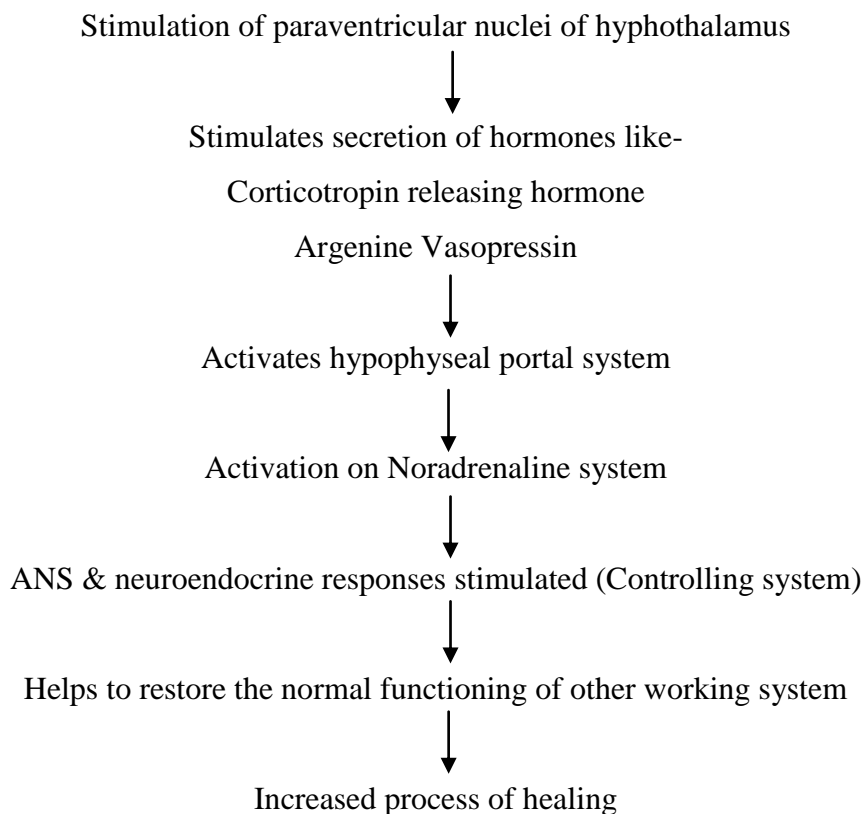 Stimulation of paraventricular nuclei of hyphothalamus
Stimulates secretion of hormones like-
Corticotropin releasing hormone
Argenine Vasopressin
Activates hypophyseal portal system
Activation on Noradrenaline system
ANS & neuroendocrine responses stimulated (Controlling system)
Helps to restore the normal functioning of other working system
Increased process of healing